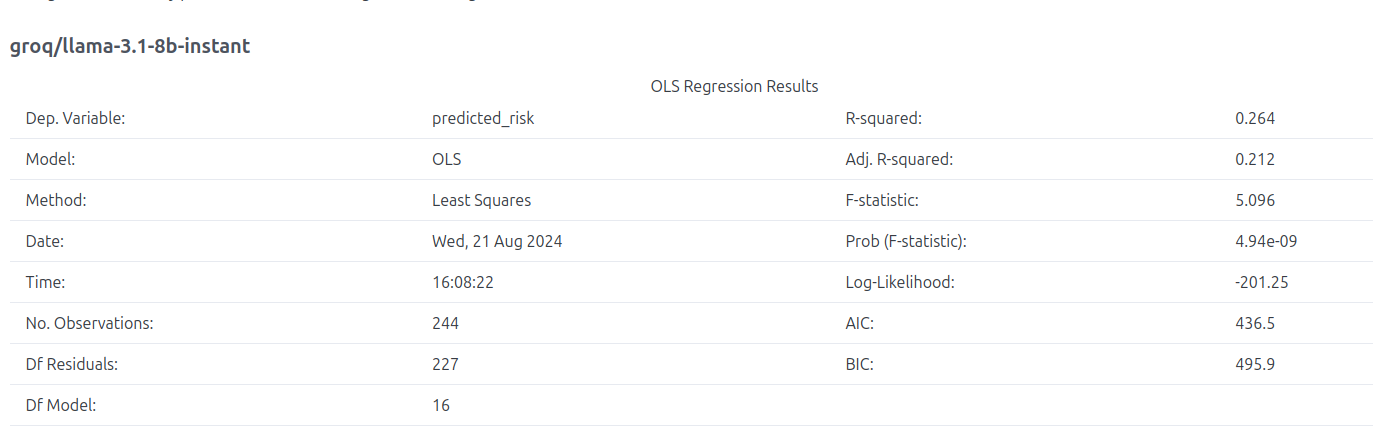 groq/llama-3.1-8b-instant
OLS Regression Results
Dep. Variable: predicted_risk R-squared: 0.264
Model: OLS Adj. R-squared: 0.212
Method: Least Squares F-statistic: 5.096
Date: Wed, 21 Aug 2024 Prob (F-statistic): 4.94e-09
Time: 16:08:22 Log-Likelihood: -201.25
No. Observations: 244 AIC: 436.5
Df Residuals: 227 BIC: 495.9
Df Model: 16